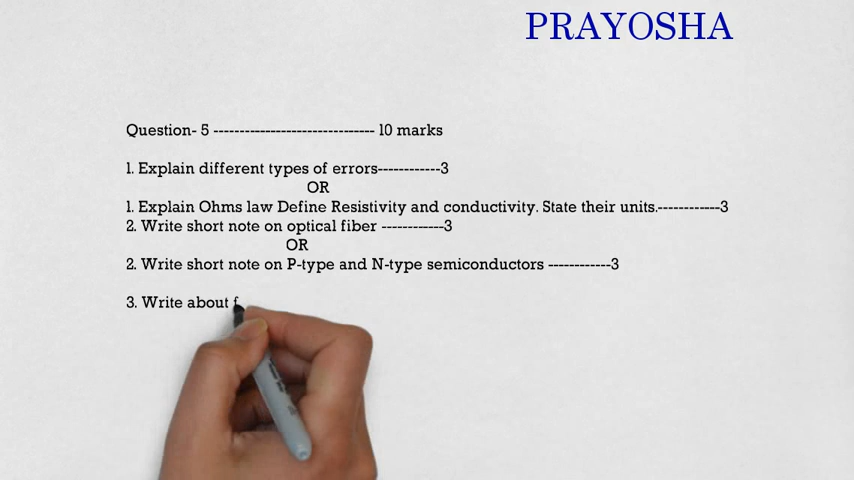 PRAYOSHA
Question- 5 ------------------------------- 10 marks
1. Explain different types of errors------------3
OR
1. Explain Ohms law Define Resistivity and conductivity. State their units.------------3
2. Write short note on optical fiber ------------3
OR
2. Write short note on P-type and N-type semiconductors ------------3
3. Write about